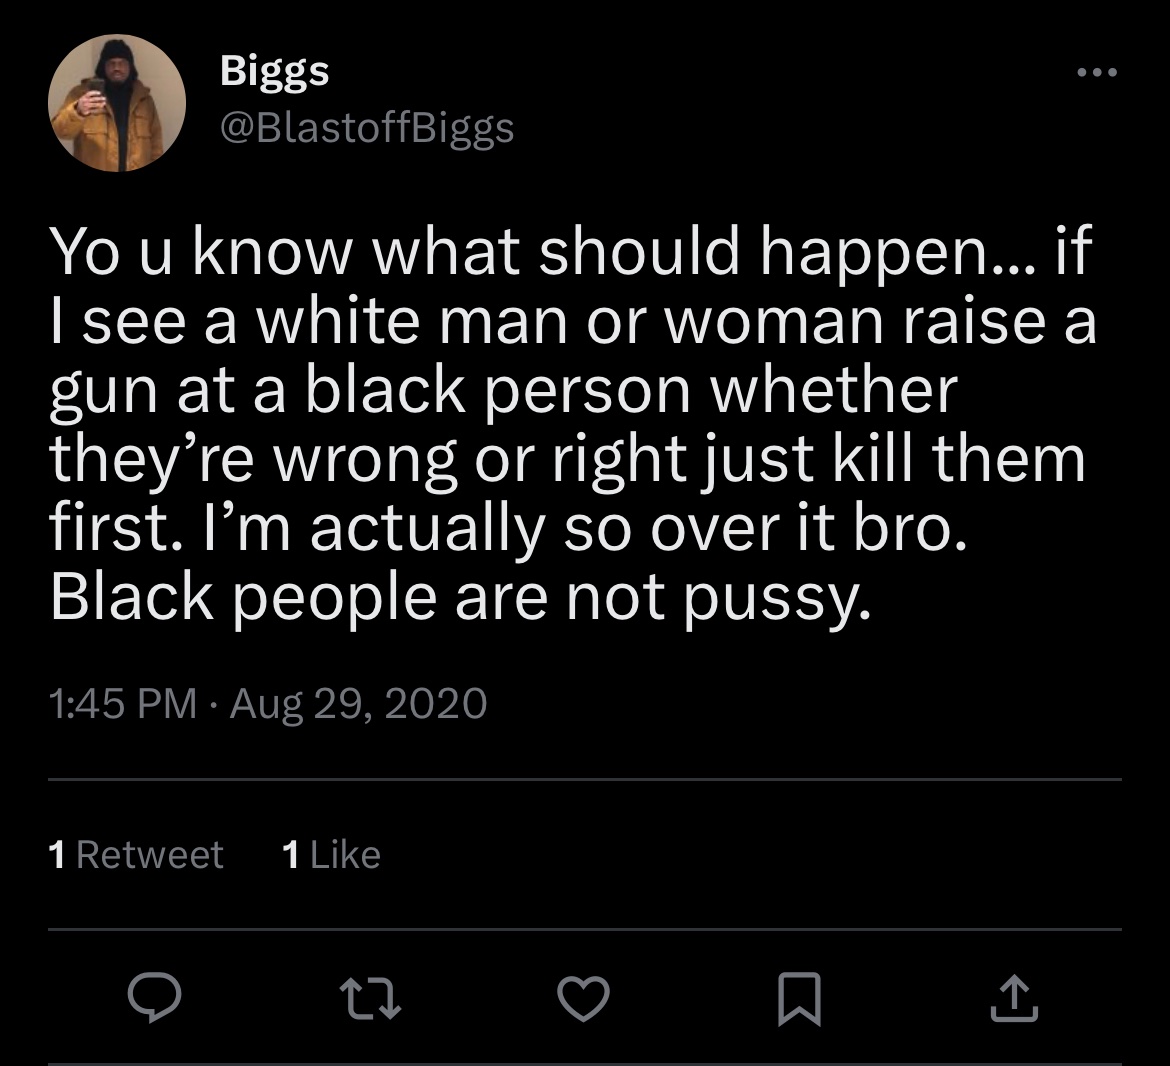 Biggs
@BlastoffBiggs
Yo u know what should happen... if
I see a white man or woman raise a
gun at a black person whether
they’re wrong or right just kill them
first. I’m actually so over it bro.
Black people are not pussy.
1:45 PM · Aug 29, 2020
1 Retweet 1 Like